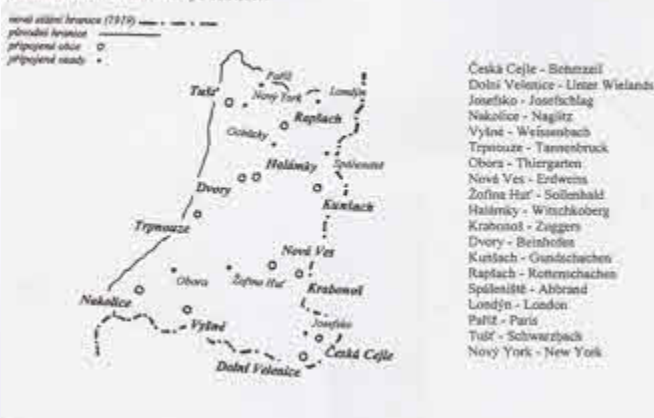 nová státní hranice (1919)
původní hranice
připojené obce
připojené osady
Paříž
Tušť
Nový York
Londýn
Rapšach
Halámky
Spáleniště
Dvory
Kunšach
Trpnouze
Nová Ves
Obora
Žofina Huť
Krabonoš
Nakolice
Vyšné
Josefsko
Česká Cejle
Dolní Velenice
Česká Cejle - Bohmzeil
Dolní Velenice - Unter Wielands
Josefsko - Josefschlag
Nakolice - Naglitz
Vyšné - Weissenbach
Trpnouze - Tannenbruck
Obora - Thiergarten
Nová Ves - Erdweiss
Žofina Huť - Sofienhald
Halámky - Witschkoberg
Krabonoš - Zuggers
Dvory - Beinhofen
Kunšach - Gundschachen
Rapšach - Rottenschachen
Spáleniště - Abbrand
Londýn - London
Paříž - Paris
Tušť - Schwarzbach
Nový York - New York